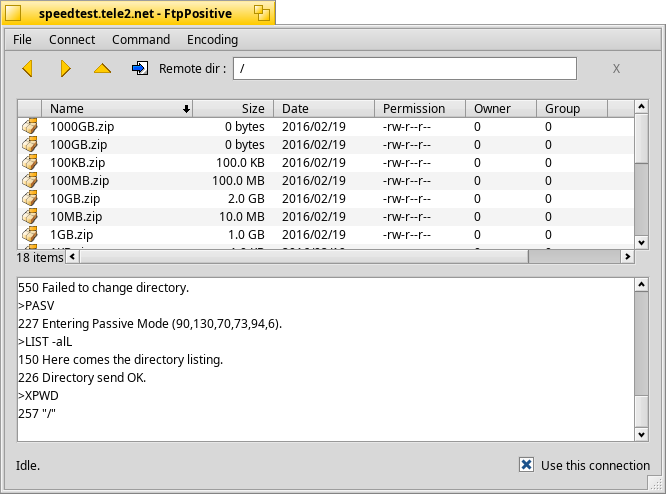 speedtest.tele2.net - FtpPositive
File Connect Command Encoding
Remote dir : / X
Name Size Date Permission Owner Group
1000GB.zip 0 bytes 2016/02/19 -rw-r--r-- 0 0
100GB.zip 0 bytes 2016/02/19 -rw-r--r-- 0 0
100KB.zip 100.0 KB 2016/02/19 -rw-r--r-- 0 0
100MB.zip 100.0 MB 2016/02/19 -rw-r--r-- 0 0
10GB.zip 2.0 GB 2016/02/19 -rw-r--r-- 0 0
10MB.zip 10.0 MB 2016/02/19 -rw-r--r-- 0 0
1GB.zip 1.0 GB 2016/02/19 -rw-r--r-- 0 0
18 items
550 Failed to change directory.
>PASV
227 Entering Passive Mode (90,130,70,73,94,6).
>LIST -alL
150 Here comes the directory listing.
226 Directory send OK.
>XPWD
257 "/"
Idle. Use this connection